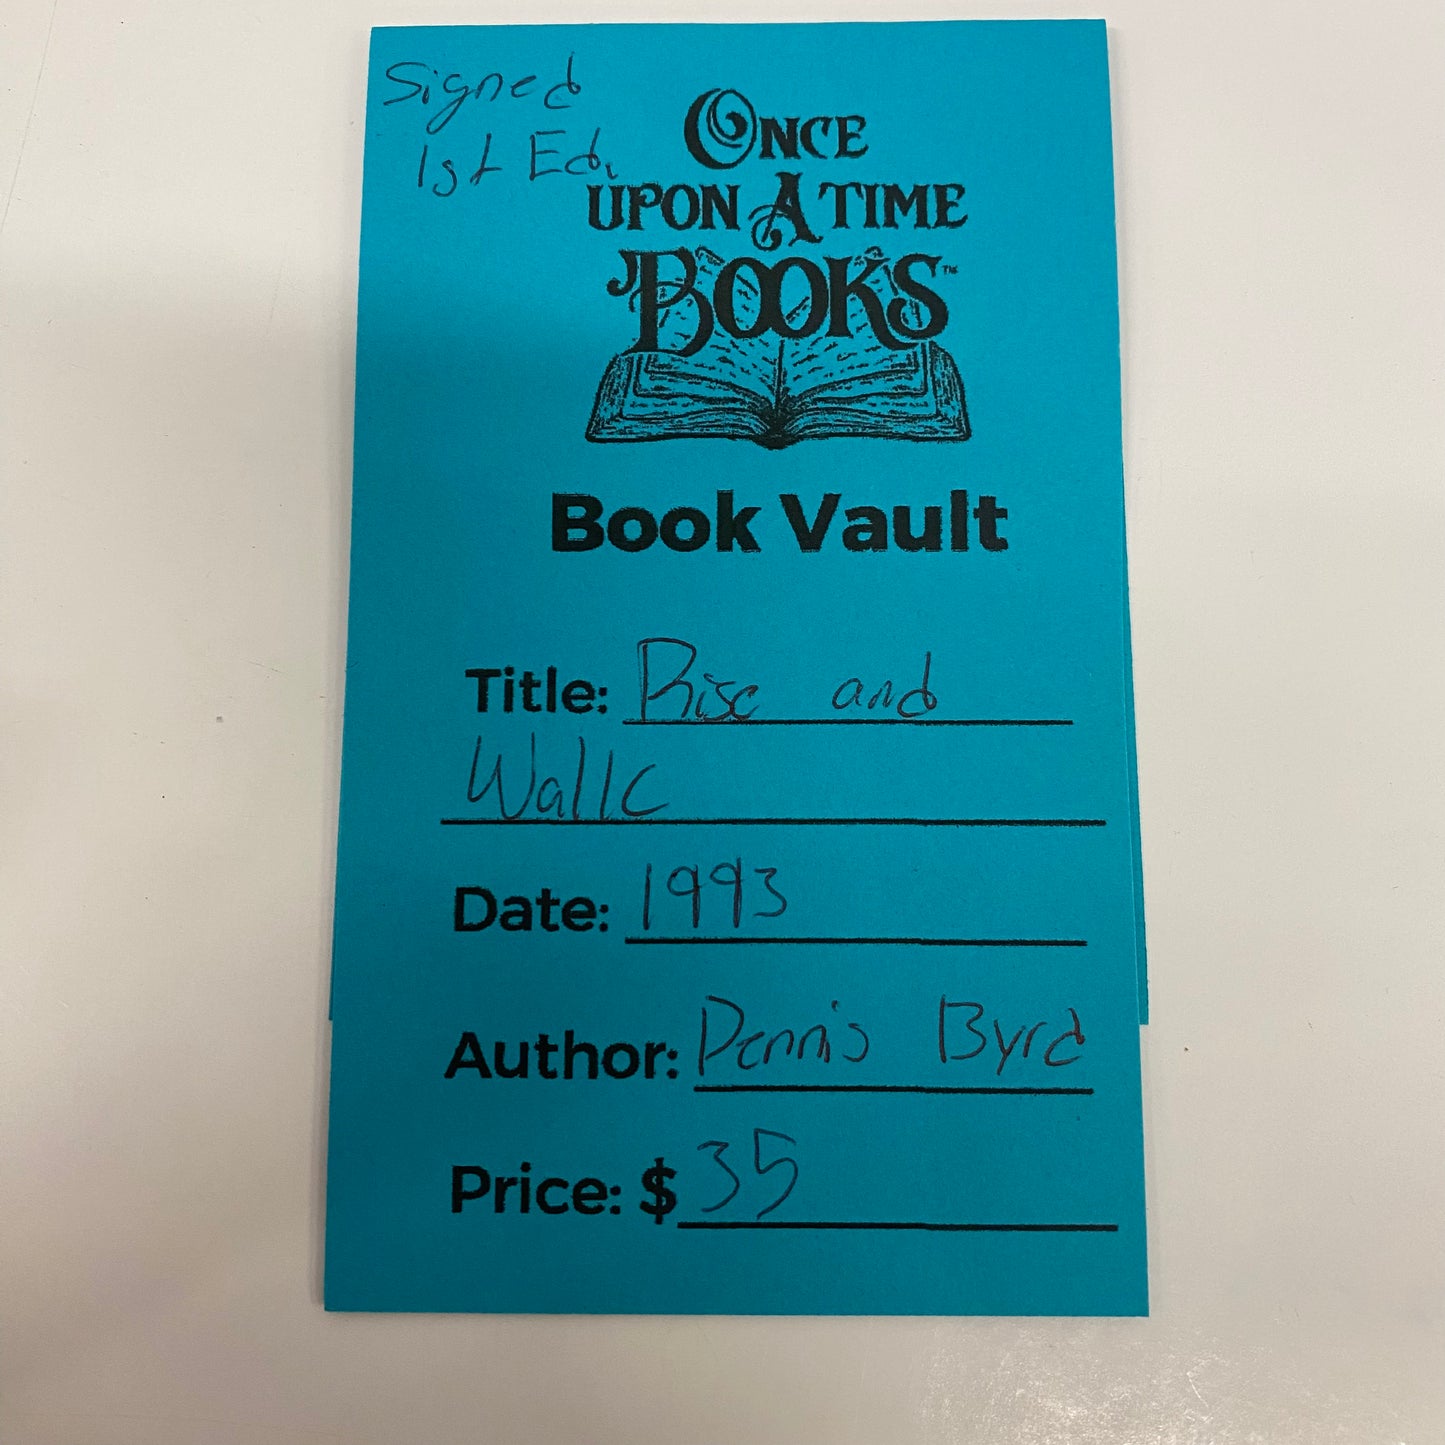 Signed
1st Ed.
ONCE
UPON A TIME
BOOKS™
Book Vault
Title: Rise and
Walk
Date: 1993
Author: Dennis Byrd
Price: $35